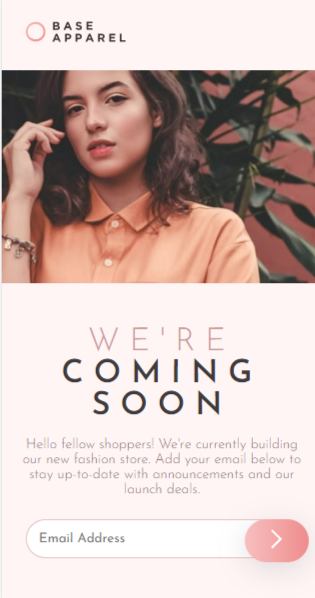 BASE
APPAREL
WE'RE
COMING
SOON
Hello fellow shoppers! We're currently building
our new fashion store. Add your email below to
stay up-to-date with announcements and our
launch deals.
Email Address